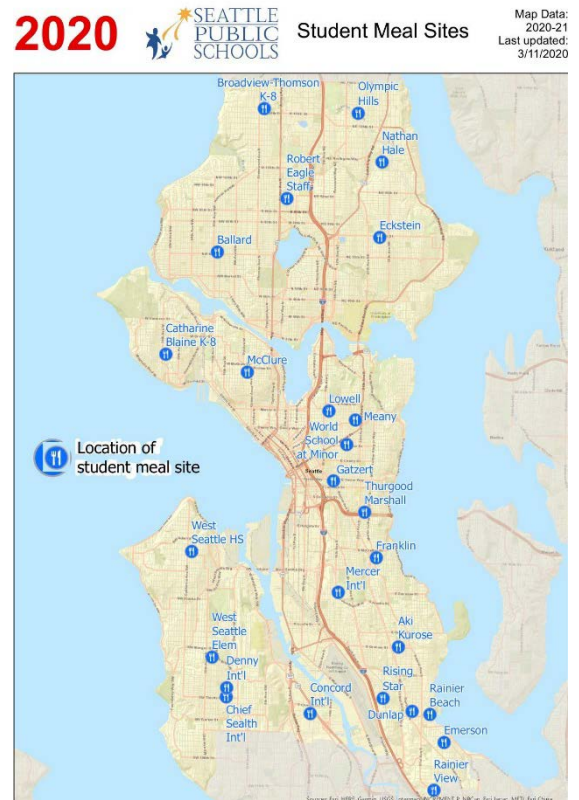 2020
SEATTLE
PUBLIC
SCHOOLS
Student Meal Sites
Map Data:
2020-21
Last updated:
3/11/2020
Broadview-Thomson
K-8
Olympic
Hills
Nathan
Hale
Robert
Eagle
Staff
Eckstein
Ballard
Catharine
Blaine K-8
McClure
Lowell
Meany
World
School
at Minor
Location of
student meal site
Seattle
Gatzert
Thurgood
Marshall
West
Seattle HS
Franklin
Mercer
Int'l
West
Seattle
Elem
Aki
Kurose
Denny
Int'l
Rising
Star
Concord
Int'l
Dunlap
Rainier
Beach
Chief
Sealth
Int'l
Emerson
Rainier
View